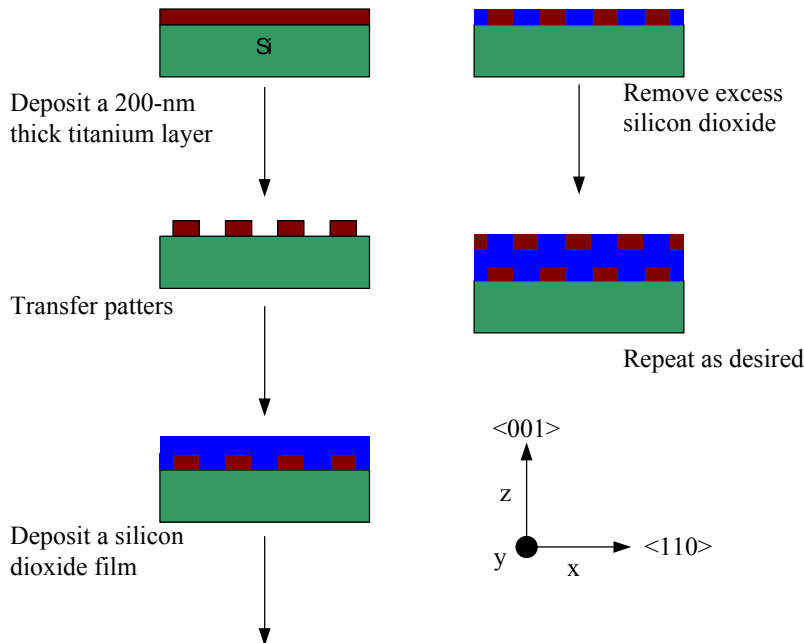 Si
Deposit a 200-nm
thick titanium layer
Transfer patters
Deposit a silicon
dioxide film
Remove excess
silicon dioxide
Repeat as desired
<001>
z
y
x
<110>